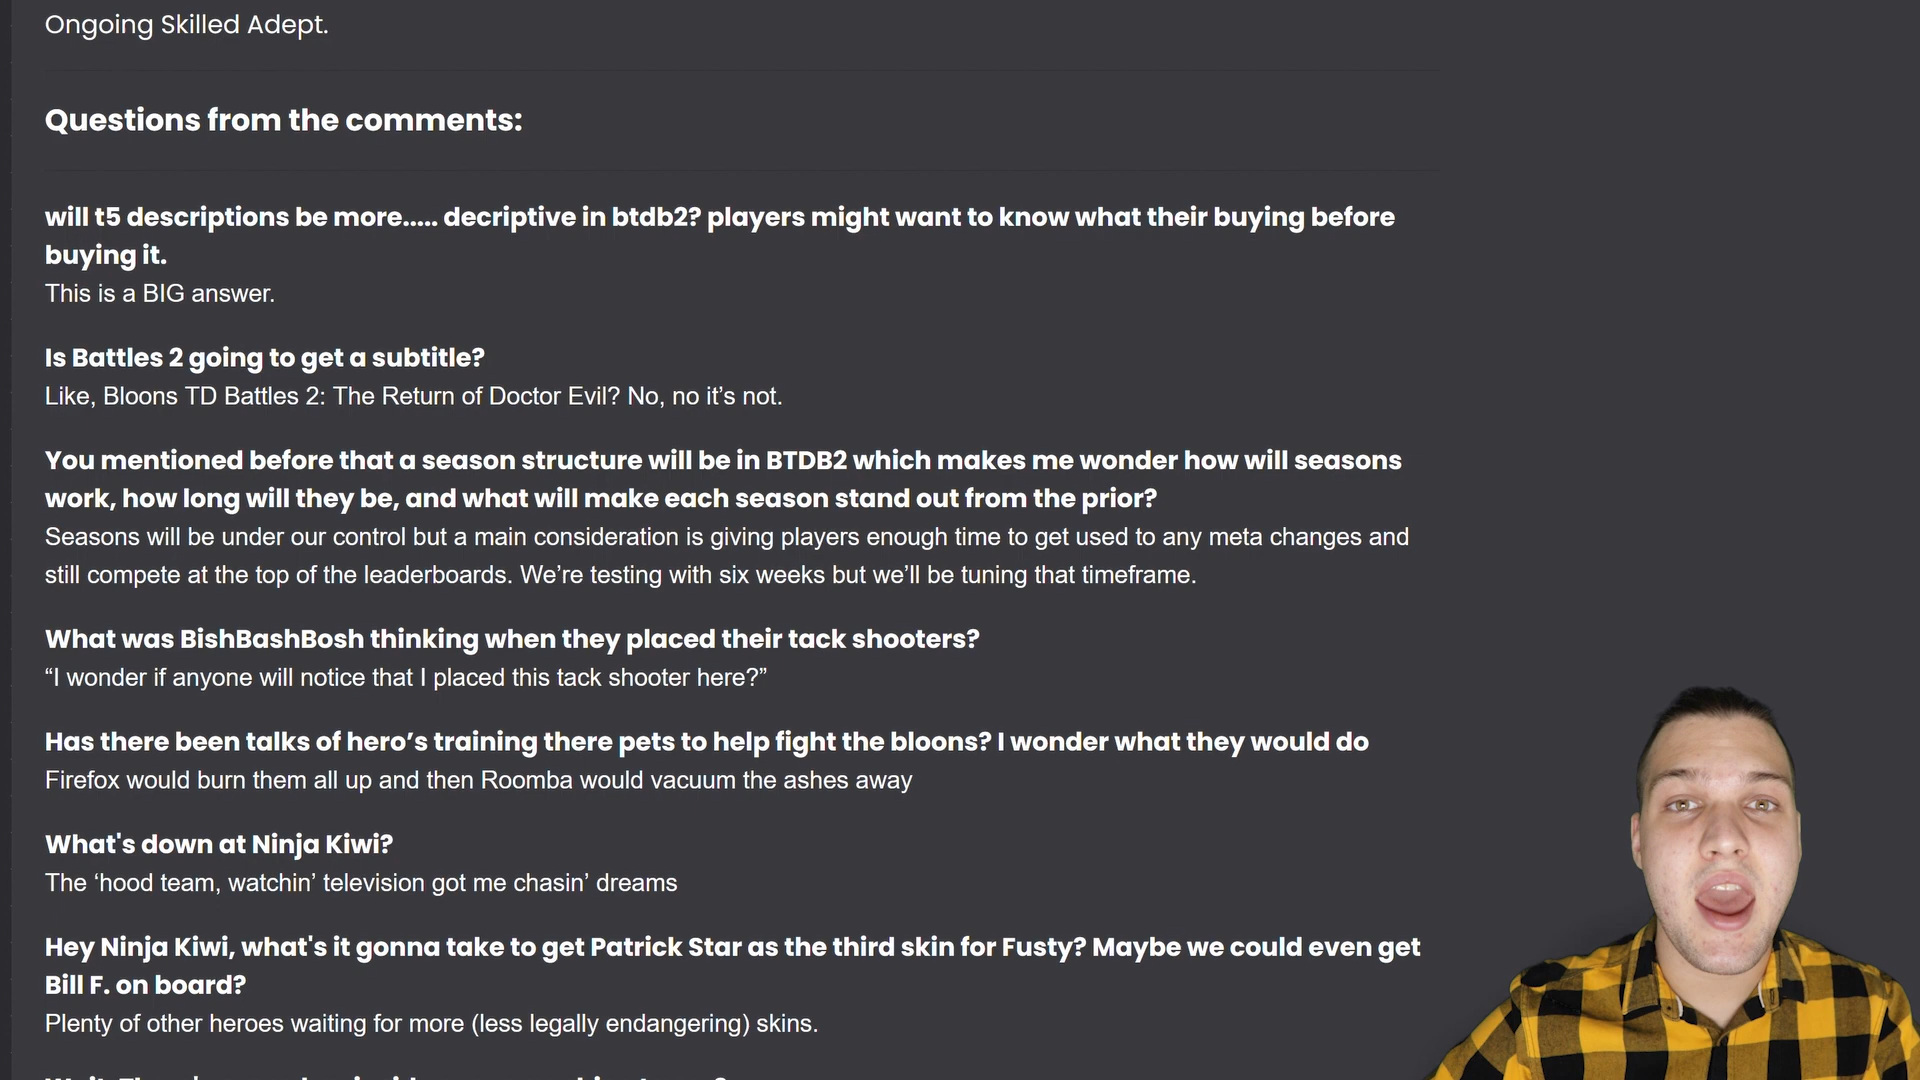 Ongoing Skilled Adept.
Questions from the comments:
will t5 descriptions be more..... decriptive in btdb2? players might want to know what their buying before
buying it.
This is a BIG answer.
Is Battles 2 going to get a subtitle?
Like, Bloons TD Battles 2: The Return of Doctor Evil? No, no it’s not.
You mentioned before that a season structure will be in BTDB2 which makes me wonder how will seasons
work, how long will they be, and what will make each season stand out from the prior?
Seasons will be under our control but a main consideration is giving players enough time to get used to any meta changes and
still compete at the top of the leaderboards. We’re testing with six weeks but we’ll be tuning that timeframe.
What was BishBashBosh thinking when they placed their tack shooters?
“I wonder if anyone will notice that I placed this tack shooter here?”
Has there been talks of hero’s training there pets to help fight the bloons? I wonder what they would do
Firefox would burn them all up and then Roomba would vacuum the ashes away
What's down at Ninja Kiwi?
The ‘hood team, watchin’ television got me chasin’ dreams
Hey Ninja Kiwi, what's it gonna take to get Patrick Star as the third skin for Fusty? Maybe we could even get
Bill F. on board?
Plenty of other heroes waiting for more (less legally endangering) skins.